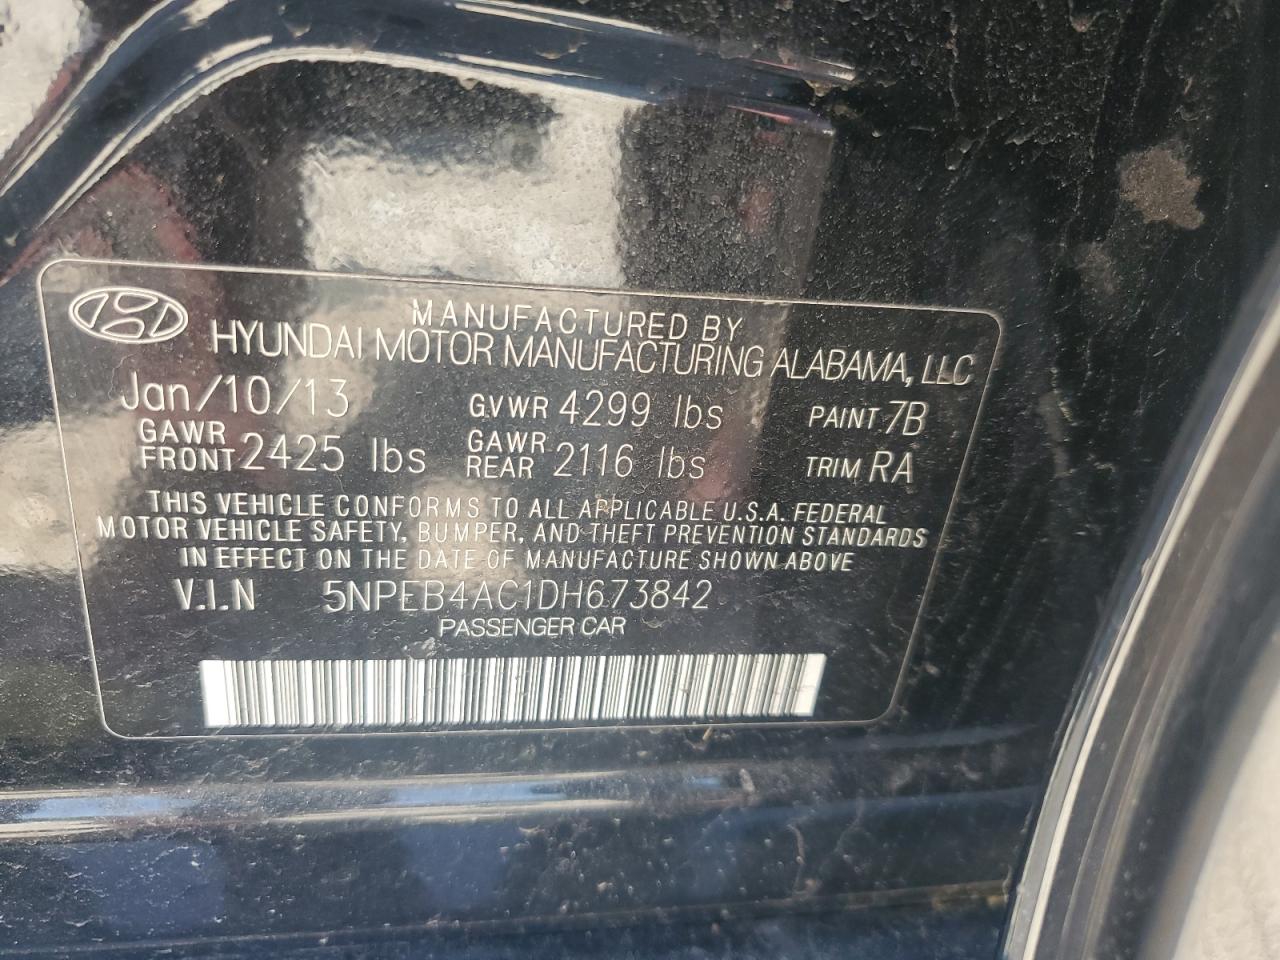 MANUFACTURED BY
HYUNDAI MOTOR MANUFACTURING ALABAMA, LLC
Jan/10/13 GVWR 4299 lbs PAINT 7B
GAWR FRONT 2425 lbs GAWR REAR 2116 lbs TRIM RA
THIS VEHICLE CONFORMS TO ALL APPLICABLE U.S.A. FEDERAL
MOTOR VEHICLE SAFETY, BUMPER, AND THEFT PREVENTION STANDARDS
IN EFFECT ON THE DATE OF MANUFACTURE SHOWN ABOVE
V.I.N 5NPEB4AC1DH673842
PASSENGER CAR